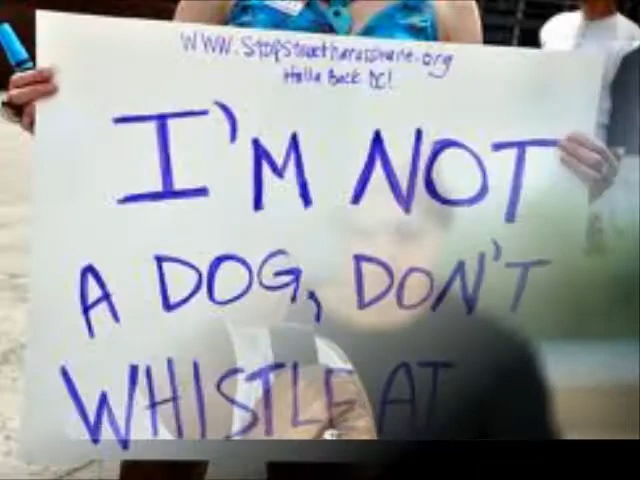 www.stopstreetharassment.org
Holla Back DC!
I'M NOT
A DOG, DON'T
WHISTLE AT